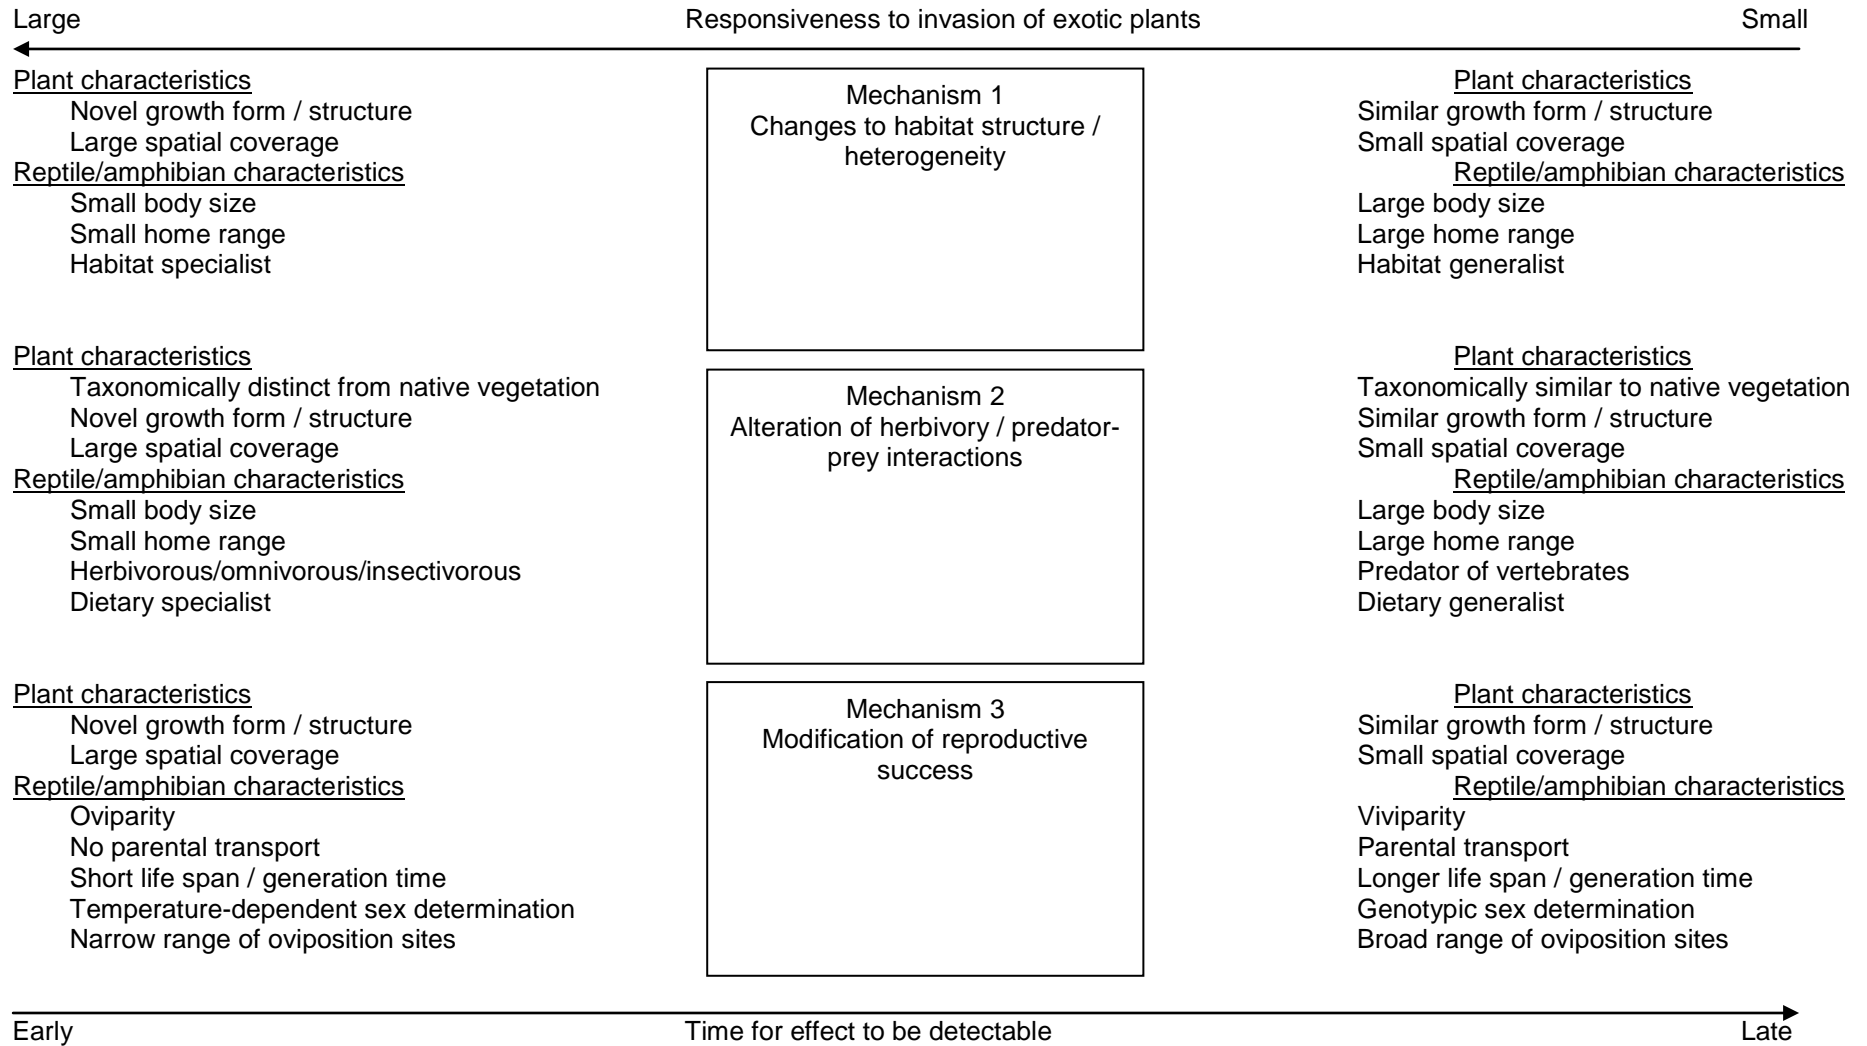 Large Responsiveness to invasion of exotic plants Small
Plant characteristics
Novel growth form / structure
Large spatial coverage
Reptile/amphibian characteristics
Small body size
Small home range
Habitat specialist
Mechanism 1
Changes to habitat structure /
heterogeneity
Plant characteristics
Similar growth form / structure
Small spatial coverage
Reptile/amphibian characteristics
Large body size
Large home range
Habitat generalist
Plant characteristics
Taxonomically distinct from native vegetation
Novel growth form / structure
Large spatial coverage
Reptile/amphibian characteristics
Small body size
Small home range
Herbivorous/omnivorous/insectivorous
Dietary specialist
Mechanism 2
Alteration of herbivory / predator-
prey interactions
Plant characteristics
Taxonomically similar to native vegetation
Similar growth form / structure
Small spatial coverage
Reptile/amphibian characteristics
Large body size
Large home range
Predator of vertebrates
Dietary generalist
Plant characteristics
Novel growth form / structure
Large spatial coverage
Reptile/amphibian characteristics
Oviparity
No parental transport
Short life span / generation time
Temperature-dependent sex determination
Narrow range of oviposition sites
Mechanism 3
Modification of reproductive
success
Plant characteristics
Similar growth form / structure
Small spatial coverage
Reptile/amphibian characteristics
Viviparity
Parental transport
Longer life span / generation time
Genotypic sex determination
Broad range of oviposition sites
Early Time for effect to be detectable Late